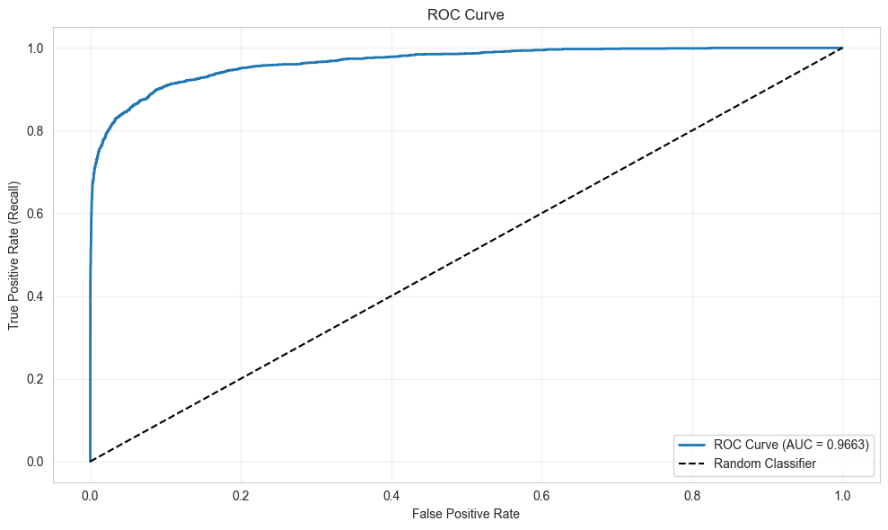 ROC Curve
True Positive Rate (Recall)
1.0
0.8
0.6
0.4
0.2
0.0
ROC Curve (AUC = 0.9663)
Random Classifier
0.0 0.2 0.4 0.6 0.8 1.0
False Positive Rate